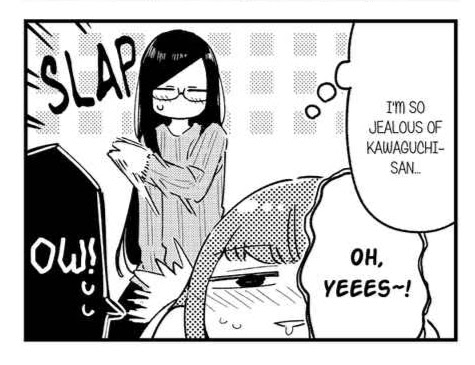 SLAP
I'M SO
JEALOUS OF
KAWAGUCHI-
SAN...
OW!
OH,
YEEES~!